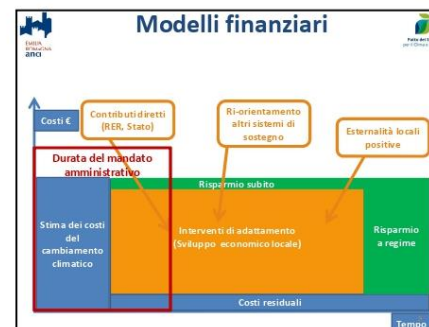 Modelli finanziari
EMILIA
ROMAGNA
anci
Costi €
Contributi diretti
(RER, Stato)
Ri-orientamento
altri sistemi di
sostegno
Esternalità locali
positive
Durata del mandato
amministrativo
Risparmio subito
Stima dei costi
del
cambiamento
climatico
Interventi di adattamento
(Sviluppo economico locale)
Risparmio
a regime
Costi residuali
Tempo